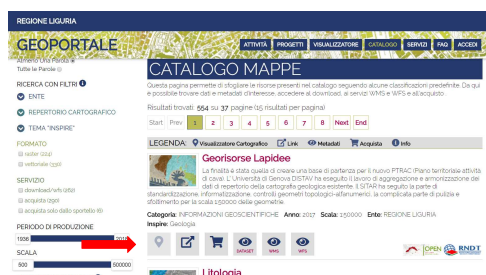 REGIONE LIGURIA
GEOPORTALE
ATTIVITÀ PROGETTI VISUALIZZATORE CATALOGO SERVIZI FAQ ACCEDI
Almeno Una Parola
Tutte le Parole
RICERCA CON FILTRI
ENTE
REPERTORIO CARTOGRAFICO
TEMA "INSPIRE"
FORMATO
raster (204)
vettoriale (350)
SERVIZIO
download/wfs (262)
acquista (290)
acquista solo dallo sportello (6)
PERIODO DI PRODUZIONE
1936
SCALA
500 500000
CATALOGO MAPPE
Questa pagina permette di sfogliare le risorse presenti nel catalogo seguendo alcune classificazioni predefinite. Da qui
è possibile trovare dati e metadati d'interesse, accedere al download, ai servizi WMS e WFS e all'acquisto.
Risultati trovati: 554 su 37 pagine (15 risultati per pagina)
Start Prev 1 2 3 4 5 6 7 8 Next End
LEGENDA: Visualizzatore Cartografico Link Metadati Acquista Info
Georisorse Lapidee
La finalità è stata quella di creare una base di partenza per il nuovo PTRAC (Piano territoriale attività
di cava). L'Università di Genova DISTAV ha eseguito il lavoro di aggregazione e armonizzazione dei
dati di repertorio della cartografia geologica esistente. Il SITAR ha seguito la parte di
standardizzazione, informatizzazione, controlli geometri topologici-alfanumerici, la complicata parte di pulizia e
sfoltimento per la scala 1:50000 delle geometrie.
Categoria: INFORMAZIONI GEOSCIENTIFICHE Anno: 2017 Scala: 1:50000 Ente: REGIONE LIGURIA
Inspire: Geologia
DATASET WMS WFS
OPEN RNDT
Litologia